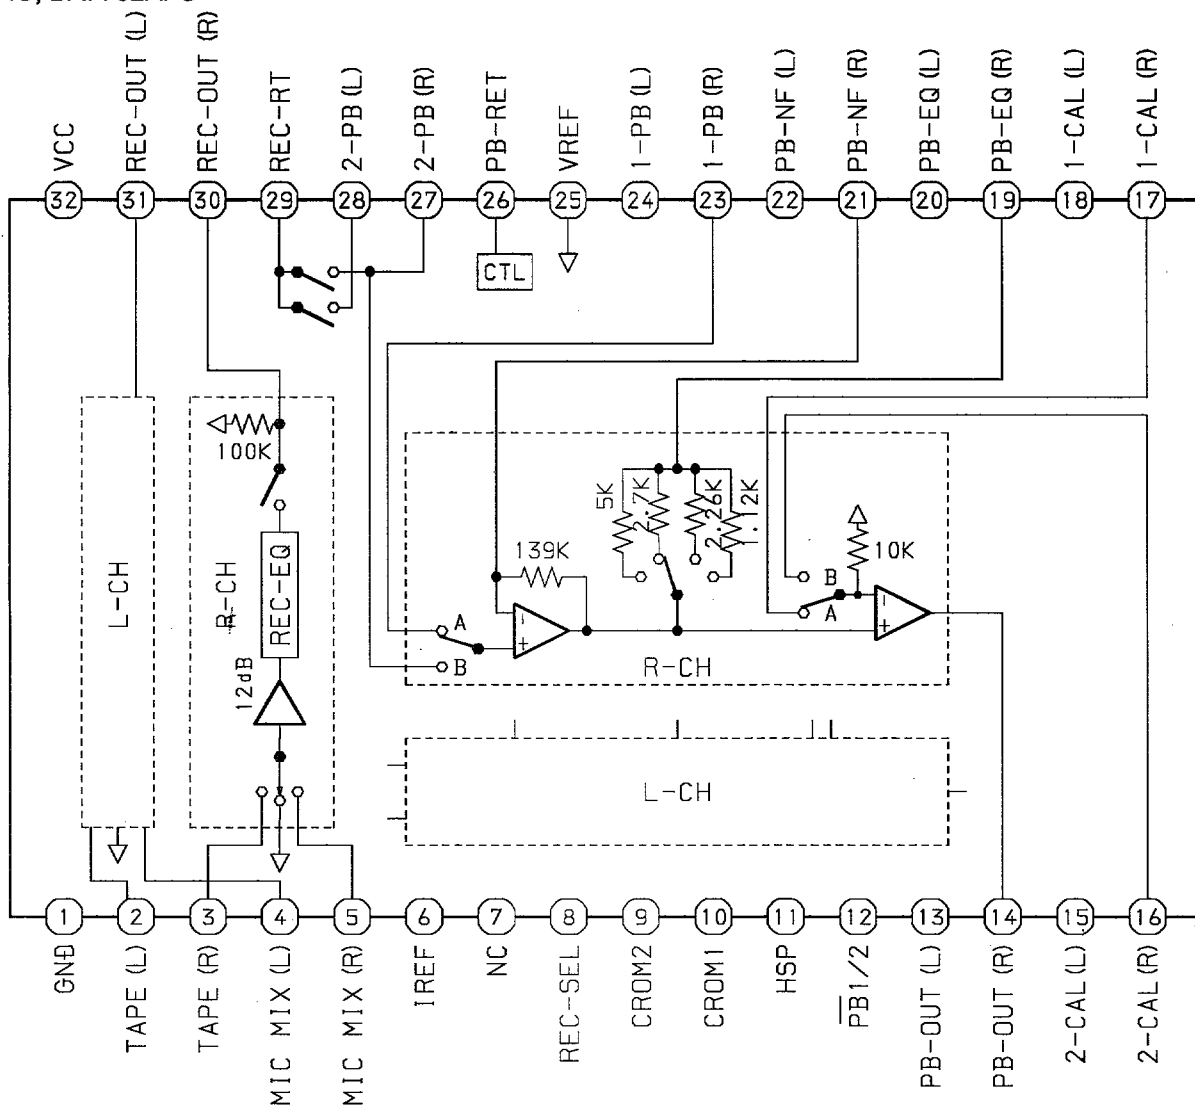 VCC
REC-OUT (L)
REC-OUT (R)
REC-RT
2-PB (L)
2-PB (R)
PB-RET
VREF
1-PB (L)
1-PB (R)
PB-NF (L)
PB-NF (R)
PB-EQ (L)
PB-EQ (R)
1-CAL (L)
1-CAL (R)
32 31 30 29 28 27 26 25 24 23 22 21 20 19 18 17
CTL
100K
L-CH
R-CH
REC-EQ
12dB
139K
5K
2.7K
2.26K
1.12K
10K
A
B
- +
B
A
- +
R-CH
L-CH
1 2 3 4 5 6 7 8 9 10 11 12 13 14 15 16
GND
TAPE (L)
TAPE (R)
MIC MIX (L)
MIC MIX (R)
IREF
NC
REC-SEL
CROM2
CROM1
HSP
PB1/2
PB-OUT (L)
PB-OUT (R)
2-CAL (L)
2-CAL (R)